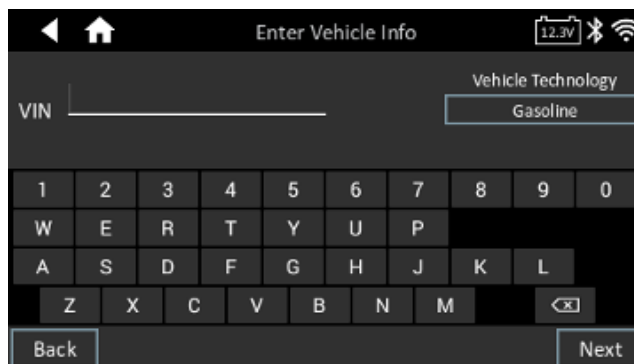 Enter Vehicle Info
12.3V
Vehicle Technology
VIN
Gasoline
1 2 3 4 5 6 7 8 9 0
W E R T Y U P
A S D F G H J K L
Z X C V B N M
Back
Next